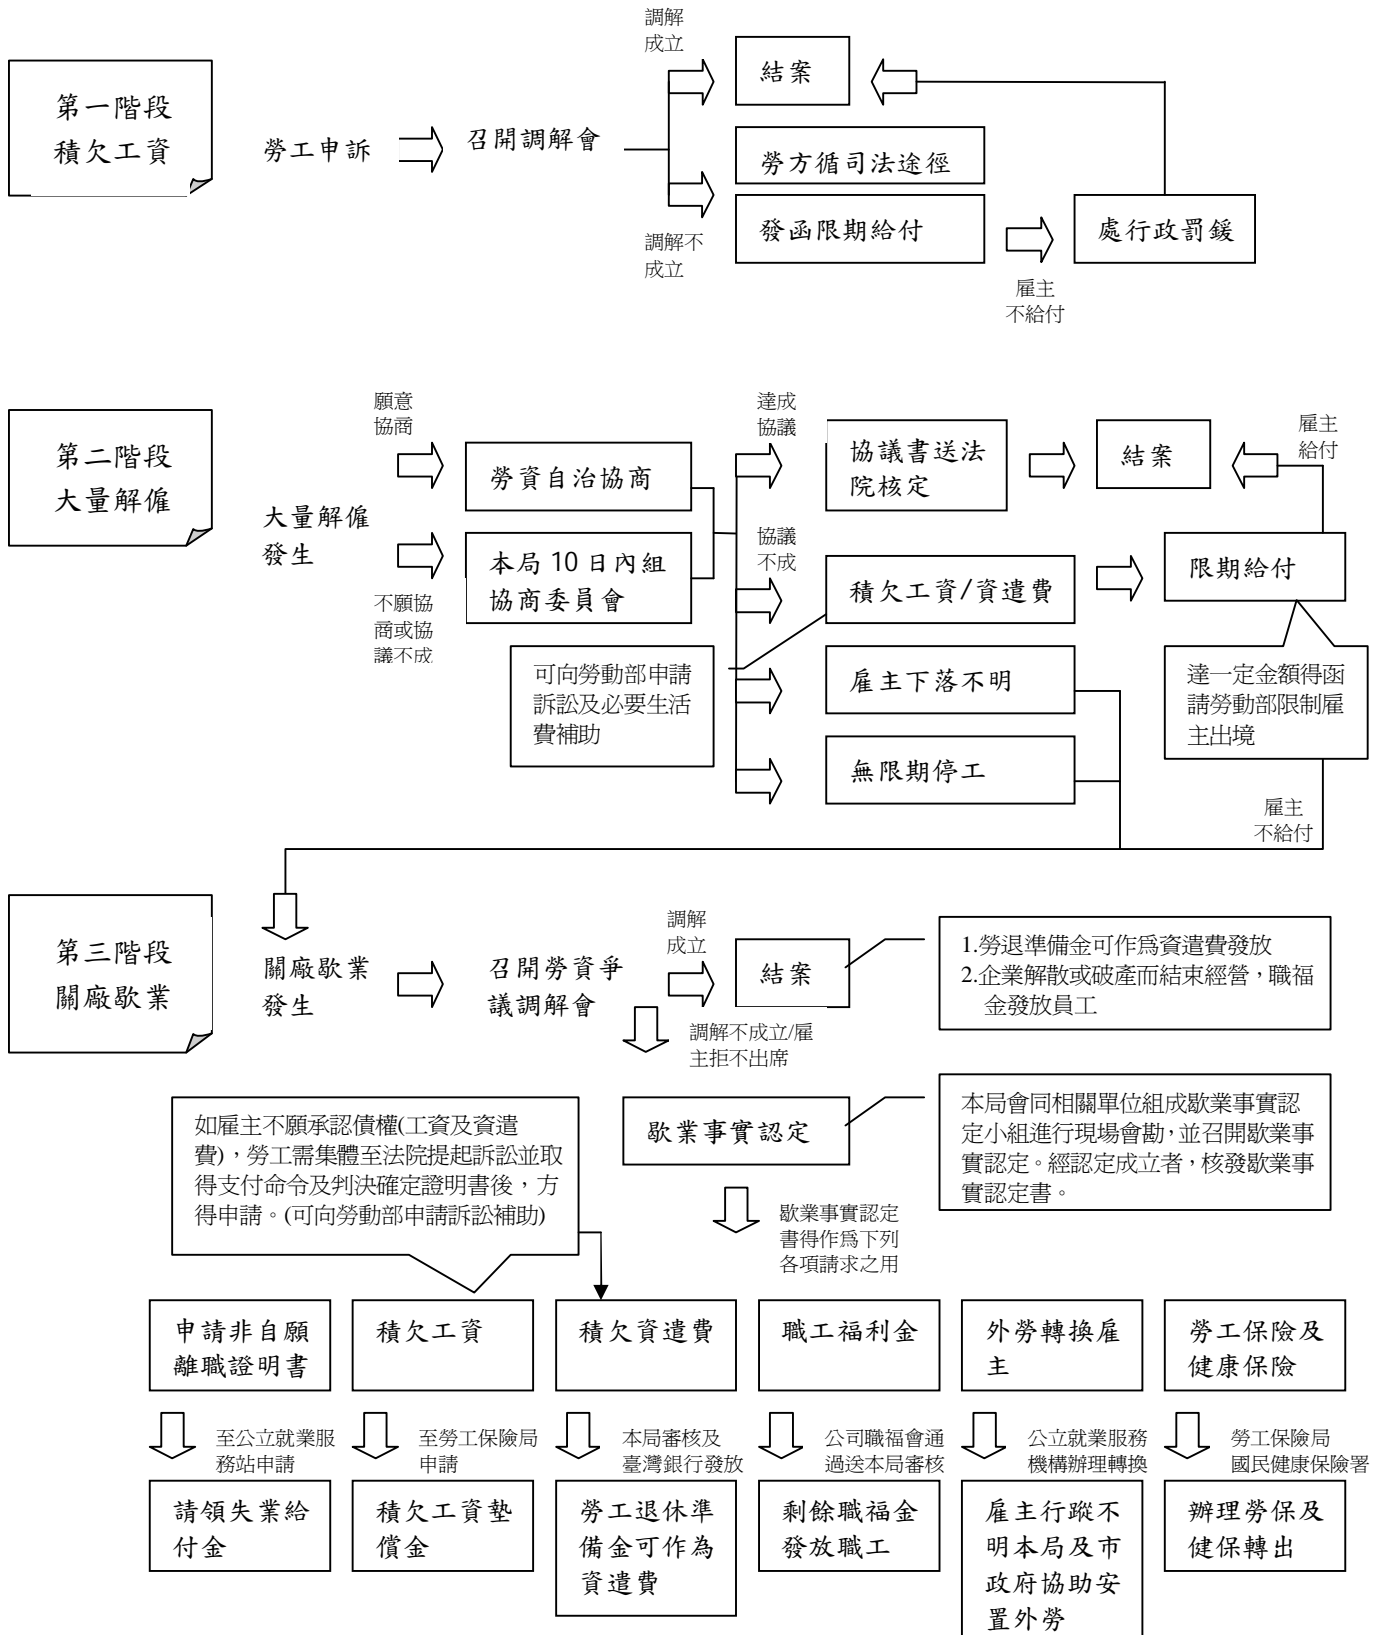 調解
成立
結案
第一階段
積欠工資
勞工申訴
召開調解會
勞方循司法途徑
發函限期給付
處行政罰鍰
調解不
成立
雇主
不給付
願意
協商
達成
協議
雇主
給付
第二階段
大量解僱
大量解僱
發生
勞資自治協商
協議書送法
院核定
結案
本局 10 日內組
協商委員會
協議
不成
積欠工資/資遣費
限期給付
不願協
商或協
議不成
可向勞動部申請
訴訟及必要生活
費補助
雇主下落不明
達一定金額得函
請勞動部限制雇
主出境
無限期停工
雇主
不給付
第三階段
關廠歇業
關廠歇業
發生
召開勞資爭
議調解會
調解
成立
結案
1.勞退準備金可作為資遣費發放
2.企業解散或破產而結束經營，職福
金發放員工
調解不成立/雇
主拒不出席
如雇主不願承認債權(工資及資遣
費)，勞工需集體至法院提起訴訟並取
得支付命令及判決確定證明書後，方
得申請。(可向勞動部申請訴訟補助)
歇業事實認定
本局會同相關單位組成歇業事實認
定小組進行現場會勘，並召開歇業事
實認定。經認定成立者，核發歇業事
實認定書。
歇業事實認定
書得作為下列
各項請求之用
申請非自願
離職證明書
積欠工資
積欠資遣費
職工福利金
外勞轉換雇
主
勞工保險及
健康保險
至公立就業服
務站申請
至勞工保險局
申請
本局審核及
臺灣銀行發放
公司職福會通
過送本局審核
公立就業服務
機構辦理轉換
勞工保險局
國民健康保險署
請領失業給
付金
積欠工資墊
償金
勞工退休準
備金可作為
資遣費
剩餘職福金
發放職工
雇主行蹤不
明本局及市
政府協助安
置外勞
辦理勞保及
健保轉出